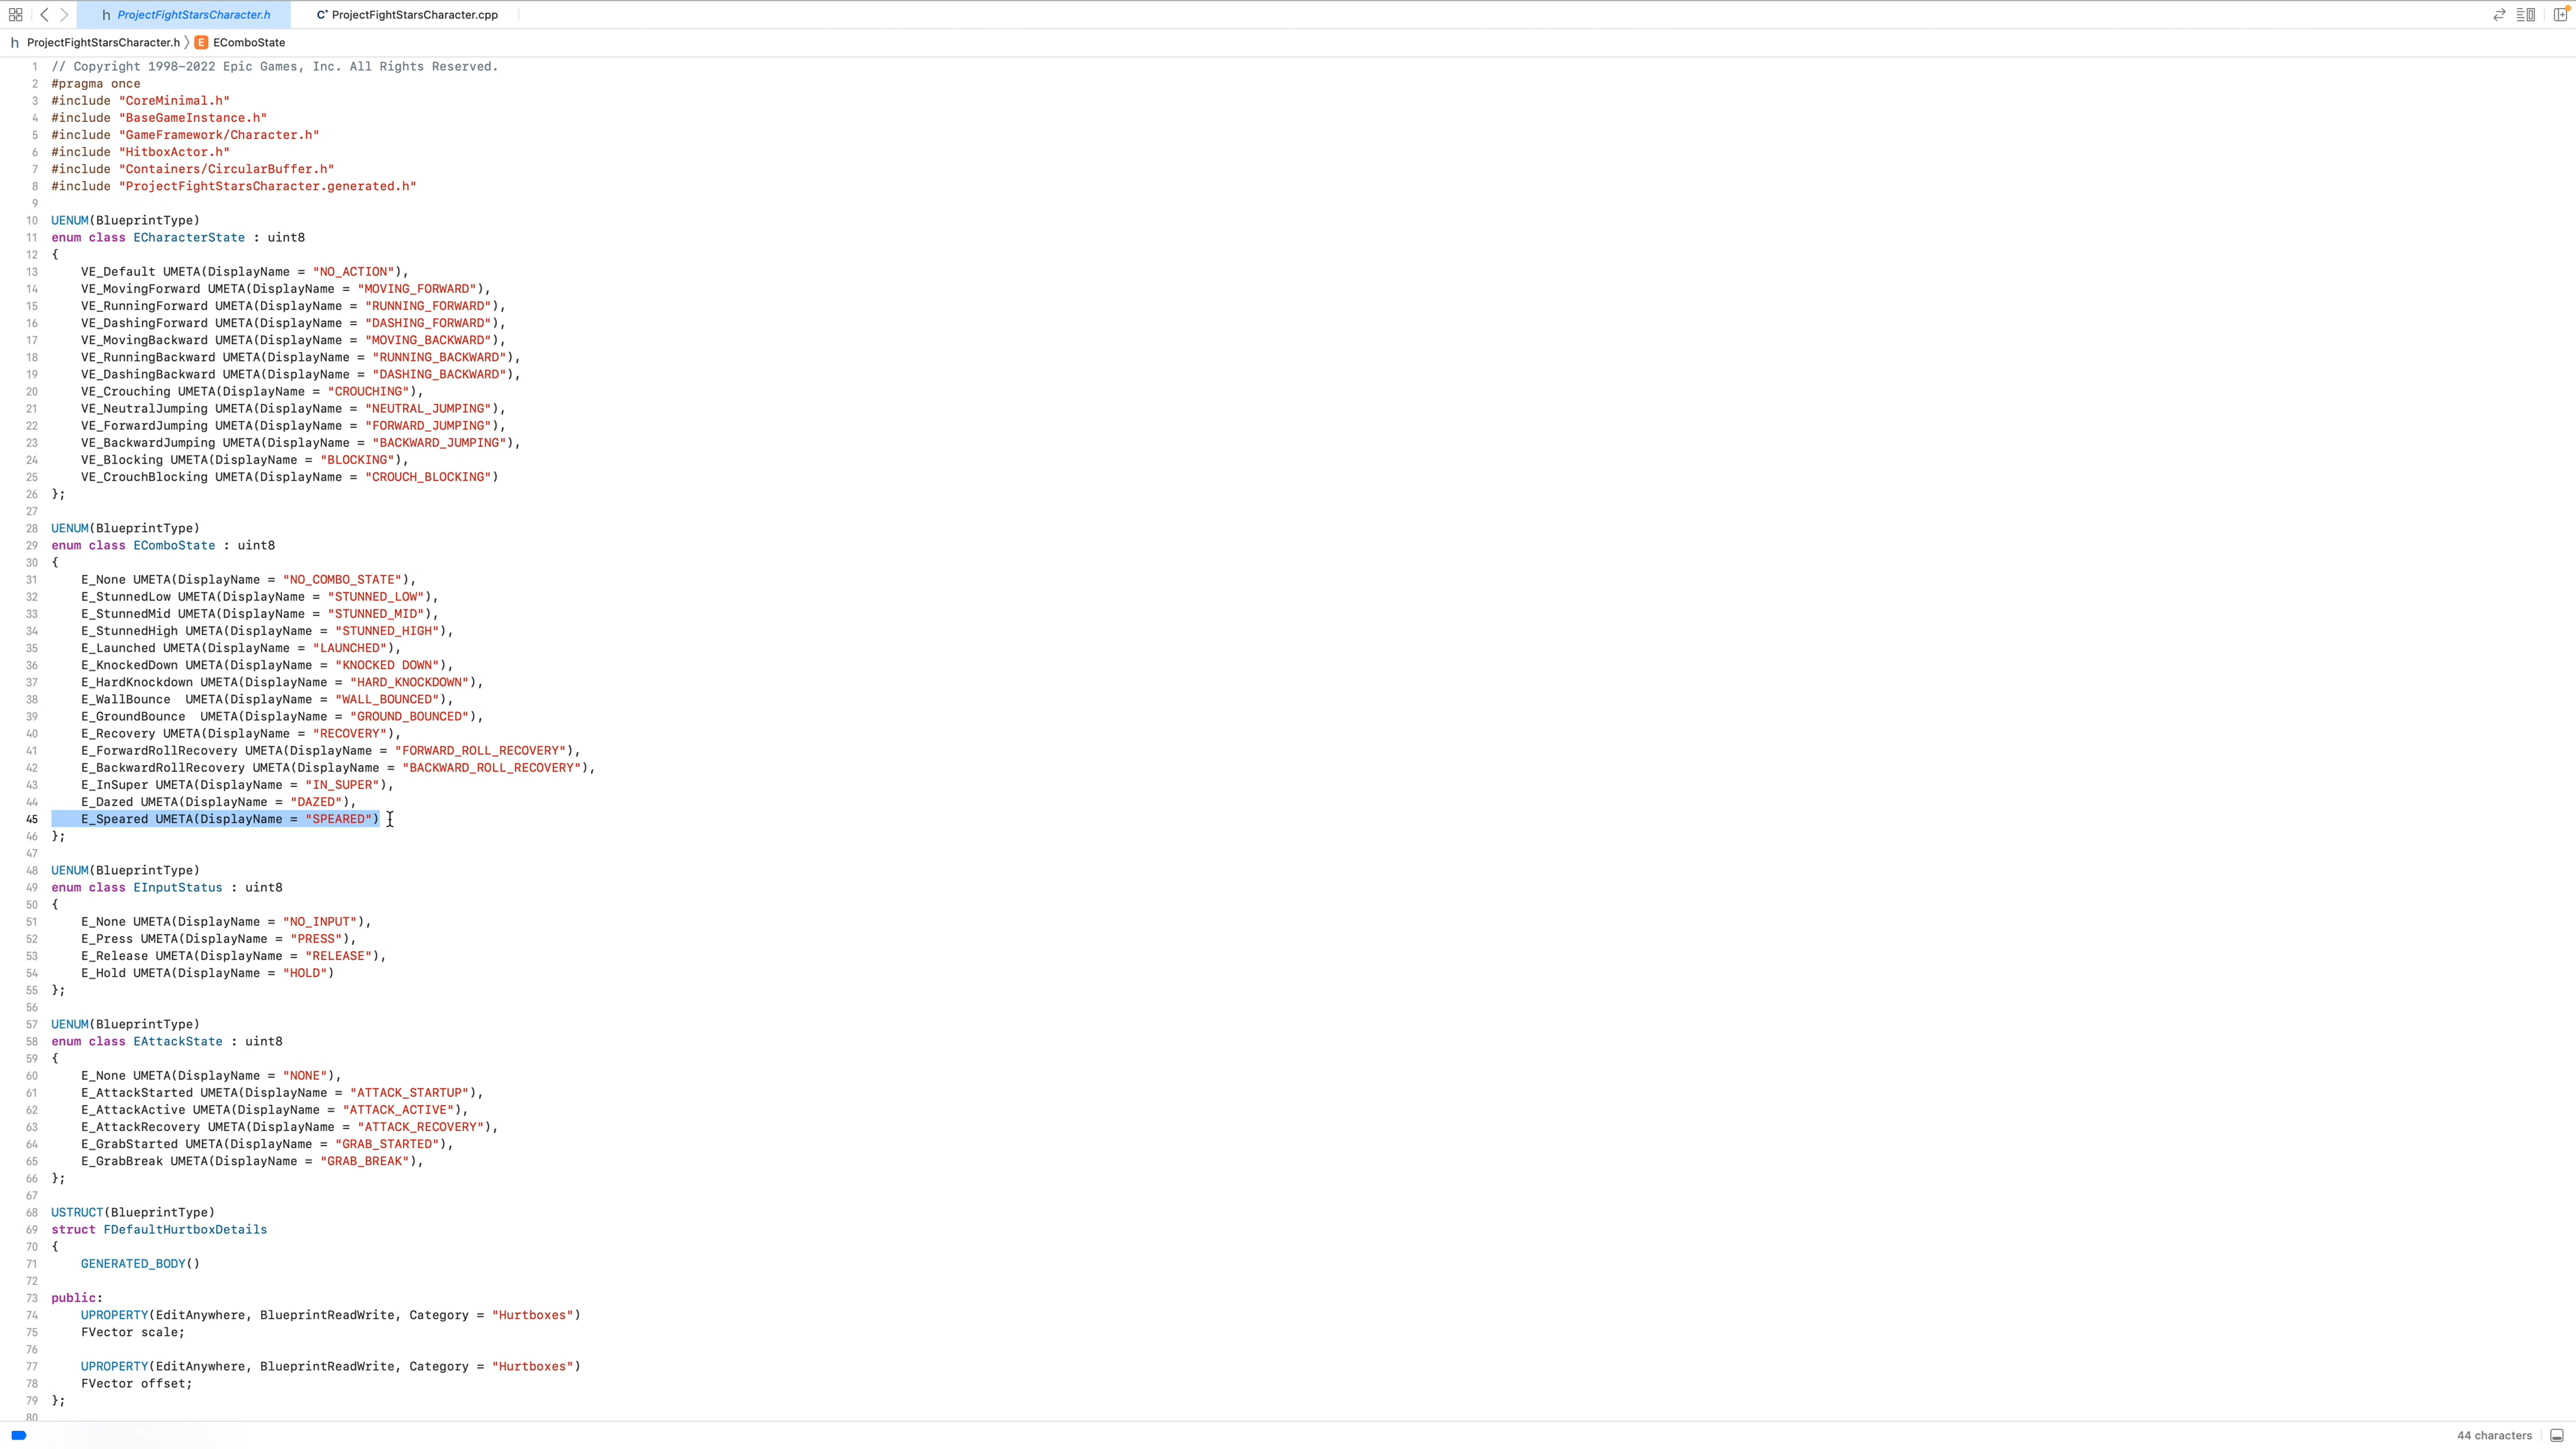 h ProjectFightStarsCharacter.h
C+ ProjectFightStarsCharacter.cpp
h ProjectFightStarsCharacter.h 〉 E EComboState
1 // Copyright 1998–2022 Epic Games, Inc. All Rights Reserved.
2 #pragma once
3 #include "CoreMinimal.h"
4 #include "BaseGameInstance.h"
5 #include "GameFramework/Character.h"
6 #include "HitboxActor.h"
7 #include "Containers/CircularBuffer.h"
8 #include "ProjectFightStarsCharacter.generated.h"
9
10 UENUM(BlueprintType)
11 enum class ECharacterState : uint8
12 {
13 VE_Default UMETA(DisplayName = "NO_ACTION"),
14 VE_MovingForward UMETA(DisplayName = "MOVING_FORWARD"),
15 VE_RunningForward UMETA(DisplayName = "RUNNING_FORWARD"),
16 VE_DashingForward UMETA(DisplayName = "DASHING_FORWARD"),
17 VE_MovingBackward UMETA(DisplayName = "MOVING_BACKWARD"),
18 VE_RunningBackward UMETA(DisplayName = "RUNNING_BACKWARD"),
19 VE_DashingBackward UMETA(DisplayName = "DASHING_BACKWARD"),
20 VE_Crouching UMETA(DisplayName = "CROUCHING"),
21 VE_NeutralJumping UMETA(DisplayName = "NEUTRAL_JUMPING"),
22 VE_ForwardJumping UMETA(DisplayName = "FORWARD_JUMPING"),
23 VE_BackwardJumping UMETA(DisplayName = "BACKWARD_JUMPING"),
24 VE_Blocking UMETA(DisplayName = "BLOCKING"),
25 VE_CrouchBlocking UMETA(DisplayName = "CROUCH_BLOCKING")
26 };
27
28 UENUM(BlueprintType)
29 enum class EComboState : uint8
30 {
31 E_None UMETA(DisplayName = "NO_COMBO_STATE"),
32 E_StunnedLow UMETA(DisplayName = "STUNNED_LOW"),
33 E_StunnedMid UMETA(DisplayName = "STUNNED_MID"),
34 E_StunnedHigh UMETA(DisplayName = "STUNNED_HIGH"),
35 E_Launched UMETA(DisplayName = "LAUNCHED"),
36 E_KnockedDown UMETA(DisplayName = "KNOCKED DOWN"),
37 E_HardKnockdown UMETA(DisplayName = "HARD_KNOCKDOWN"),
38 E_WallBounce  UMETA(DisplayName = "WALL_BOUNCED"),
39 E_GroundBounce  UMETA(DisplayName = "GROUND_BOUNCED"),
40 E_Recovery UMETA(DisplayName = "RECOVERY"),
41 E_ForwardRollRecovery UMETA(DisplayName = "FORWARD_ROLL_RECOVERY"),
42 E_BackwardRollRecovery UMETA(DisplayName = "BACKWARD_ROLL_RECOVERY"),
43 E_InSuper UMETA(DisplayName = "IN_SUPER"),
44 E_Dazed UMETA(DisplayName = "DAZED"),
45 E_Speared UMETA(DisplayName = "SPEARED")
46 };
47
48 UENUM(BlueprintType)
49 enum class EInputStatus : uint8
50 {
51 E_None UMETA(DisplayName = "NO_INPUT"),
52 E_Press UMETA(DisplayName = "PRESS"),
53 E_Release UMETA(DisplayName = "RELEASE"),
54 E_Hold UMETA(DisplayName = "HOLD")
55 };
56
57 UENUM(BlueprintType)
58 enum class EAttackState : uint8
59 {
60 E_None UMETA(DisplayName = "NONE"),
61 E_AttackStarted UMETA(DisplayName = "ATTACK_STARTUP"),
62 E_AttackActive UMETA(DisplayName = "ATTACK_ACTIVE"),
63 E_AttackRecovery UMETA(DisplayName = "ATTACK_RECOVERY"),
64 E_GrabStarted UMETA(DisplayName = "GRAB_STARTED"),
65 E_GrabBreak UMETA(DisplayName = "GRAB_BREAK"),
66 };
67
68 USTRUCT(BlueprintType)
69 struct FDefaultHurtboxDetails
70 {
71 GENERATED_BODY()
72
73 public:
74 UPROPERTY(EditAnywhere, BlueprintReadWrite, Category = "Hurtboxes")
75 FVector scale;
76
77 UPROPERTY(EditAnywhere, BlueprintReadWrite, Category = "Hurtboxes")
78 FVector offset;
79 };
80
44 characters